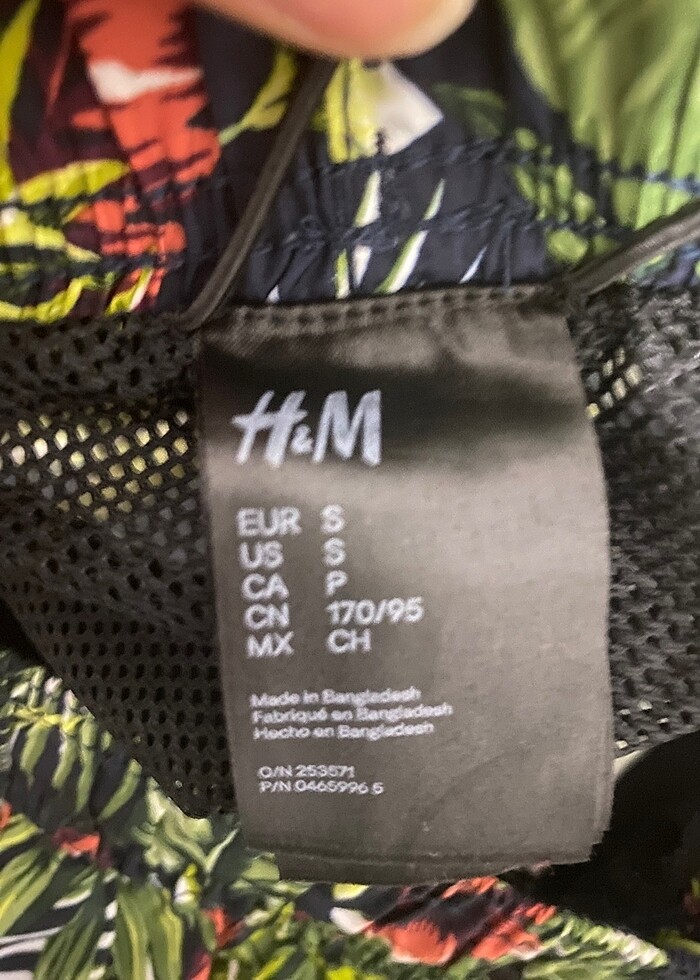 H&M
EUR S
US S
CA P
CN 170/95
MX CH
Made in Bangledesh
Fabriqué en Bangladesh
Hecho en Bangladesh
O/N 253571
P/N 0465996 5